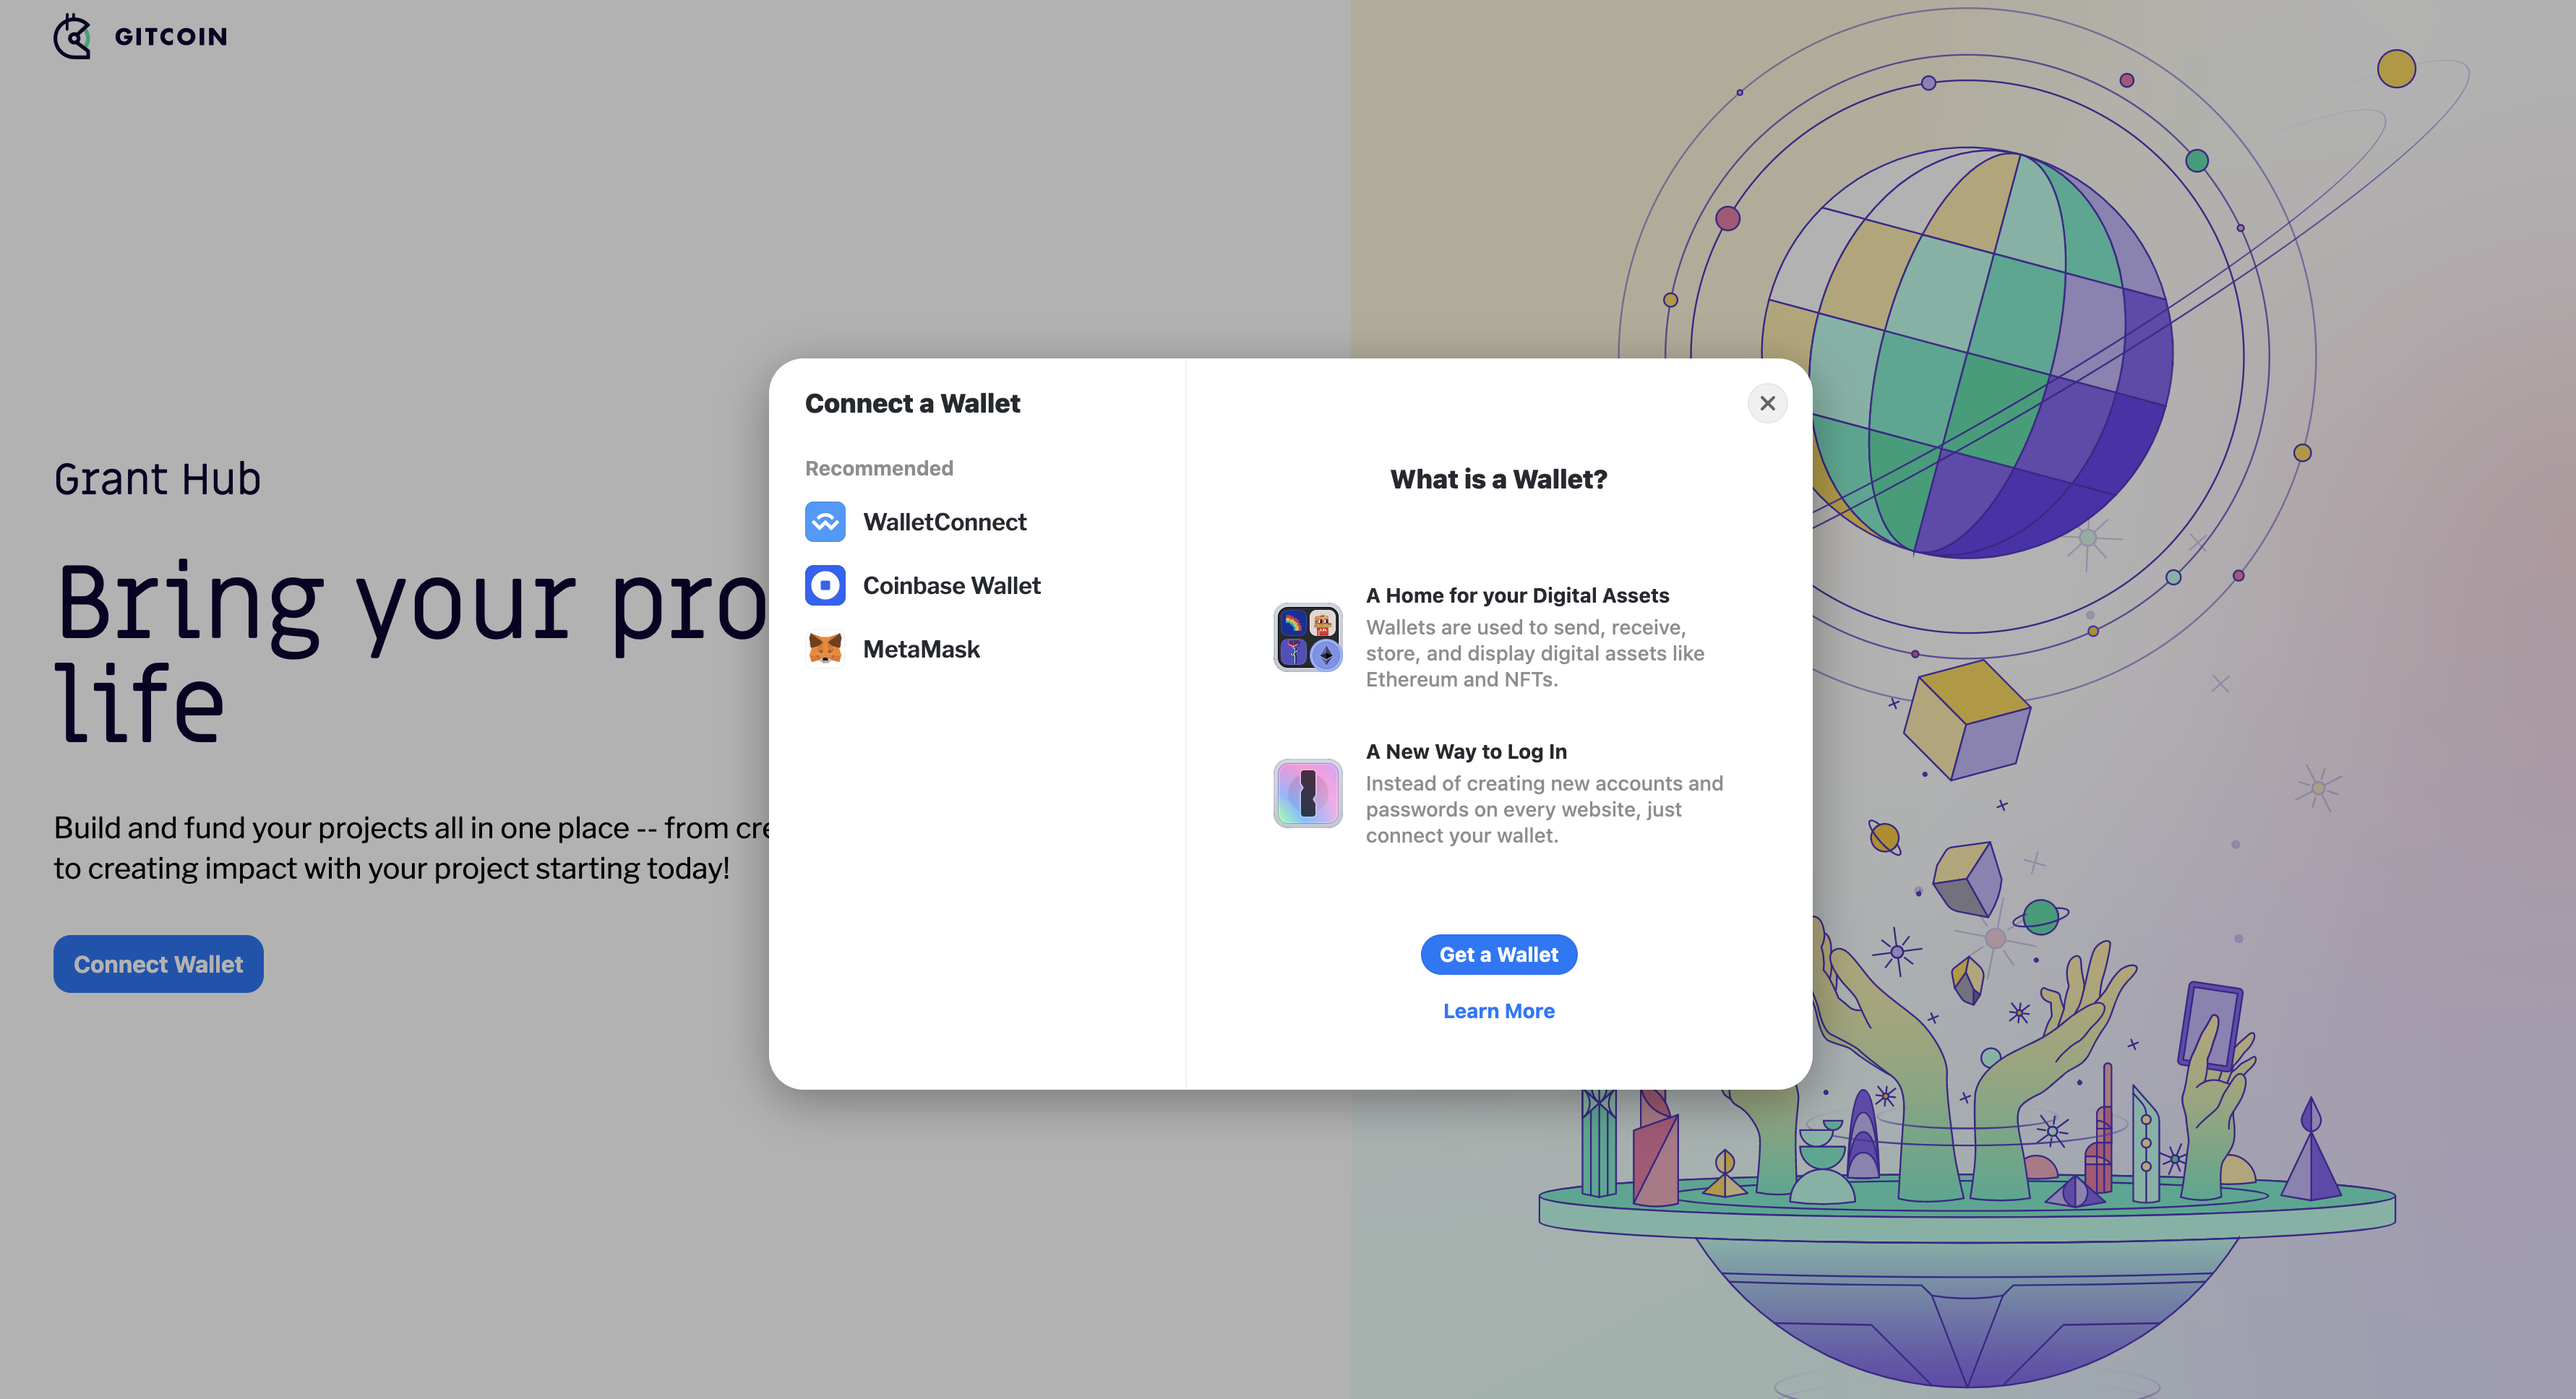 GITCOIN
Grant Hub
Bring your pro
life
Build and fund your projects all in one place -- from cre
to creating impact with your project starting today!
Connect Wallet
Connect a Wallet
Recommended
WalletConnect
Coinbase Wallet
MetaMask
What is a Wallet?
A Home for your Digital Assets
Wallets are used to send, receive,
store, and display digital assets like
Ethereum and NFTs.
A New Way to Log In
Instead of creating new accounts and
passwords on every website, just
connect your wallet.
Get a Wallet
Learn More